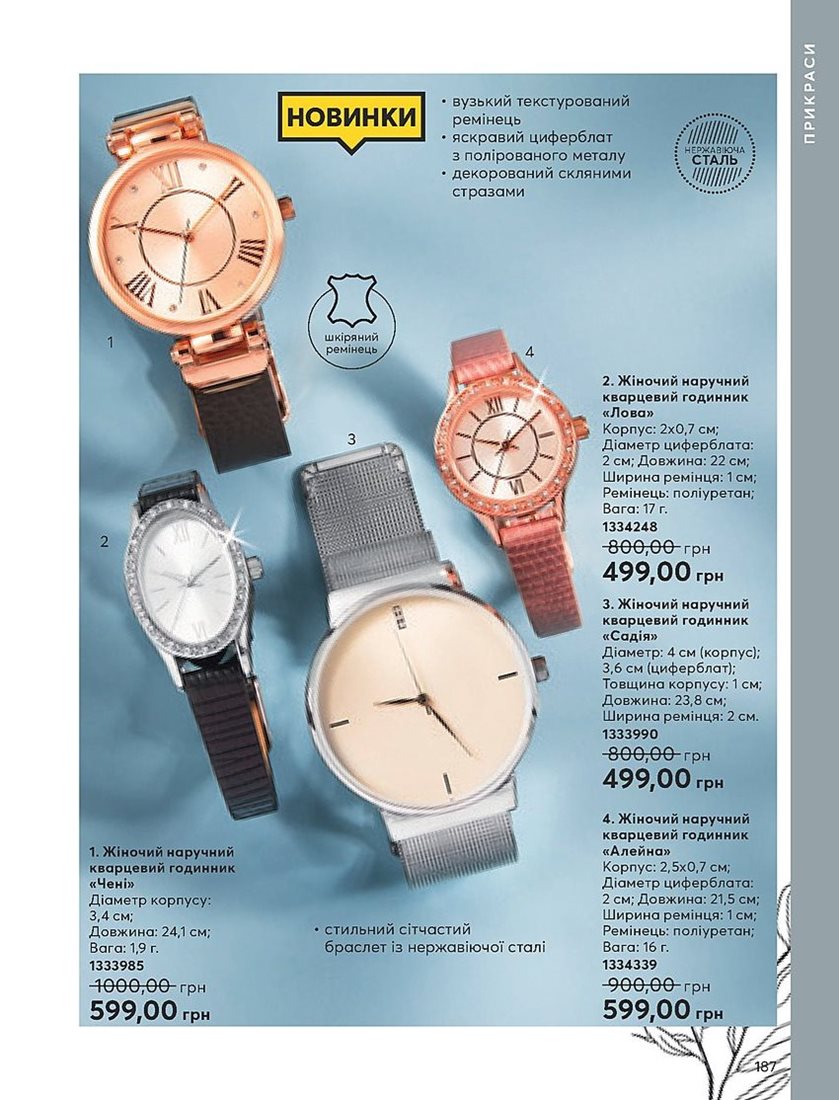 ПРИКРАСИ
НОВИНКИ
• вузький текстурований
ремінець
• яскравий циферблат
з полірованого металу
• декорований скляними
стразами
НЕРЖАВІЮЧА
СТАЛЬ
шкіряний
ремінець
1
2
3
4
XII
2. Жіночий наручний
кварцевий годинник
«Лова»
Корпус: 2х0,7 см;
Діаметр циферблата:
2 см; Довжина: 22 см;
Ширина ремінця: 1 см;
Ремінець: поліуретан;
Вага: 17 г.
1334248
800,00 грн
499,00 грн
3. Жіночий наручний
кварцевий годинник
«Садія»
Діаметр: 4 см (корпус);
3,6 см (циферблат);
Товщина корпусу: 1 см;
Довжина: 23,8 см;
Ширина ремінця: 2 см.
1333990
800,00 грн
499,00 грн
4. Жіночий наручний
кварцевий годинник
«Алейна»
Корпус: 2,5х0,7 см;
Діаметр циферблата:
2 см; Довжина: 21,5 см;
Ширина ремінця: 1 см;
Ремінець: поліуретан;
Вага: 16 г.
1334339
900,00 грн
599,00 грн
1. Жіночий наручний
кварцевий годинник
«Чені»
Діаметр корпусу:
3,4 см;
Довжина: 24,1 см;
Вага: 1,9 г.
1333985
1000,00 грн
599,00 грн
• стильний сітчастий
браслет із нержавіючої сталі
187